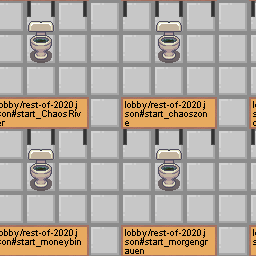 lobby/rest-of-2020.j
son#start_ChaosRiv
er
lobby/rest-of-2020.j
son#start_chaoszon
e
lobby/rest-of-2020.j
son#start_moneybin
lobby/rest-of-2020.j
son#start_morgengr
auen